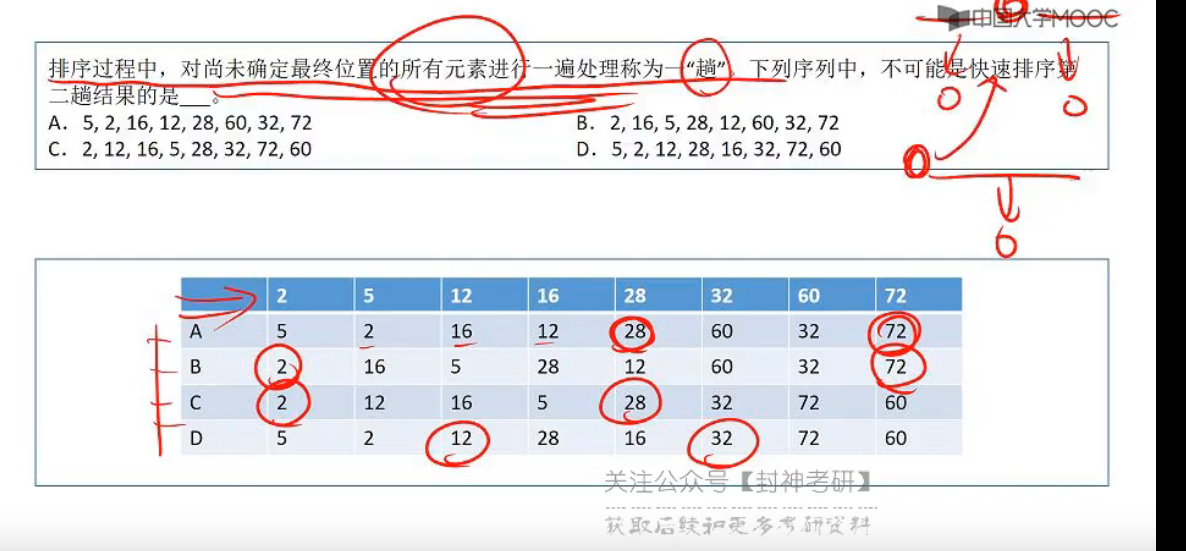 中国大学MOOC
排序过程中，对尚未确定最终位置的所有元素进行一遍处理称为一“趟”。下列序列中，不可能是快速排序第
二趟结果的是___。
A. 5, 2, 16, 12, 28, 60, 32, 72
B. 2, 16, 5, 28, 12, 60, 32, 72
C. 2, 12, 16, 5, 28, 32, 72, 60
D. 5, 2, 12, 28, 16, 32, 72, 60
2 5 12 16 28 32 60 72
A 5 2 16 12 28 60 32 72
B 2 16 5 28 12 60 32 72
C 2 12 16 5 28 32 72 60
D 5 2 12 28 16 32 72 60
关注公众号【封神考研】
获取后续和更多考研资料